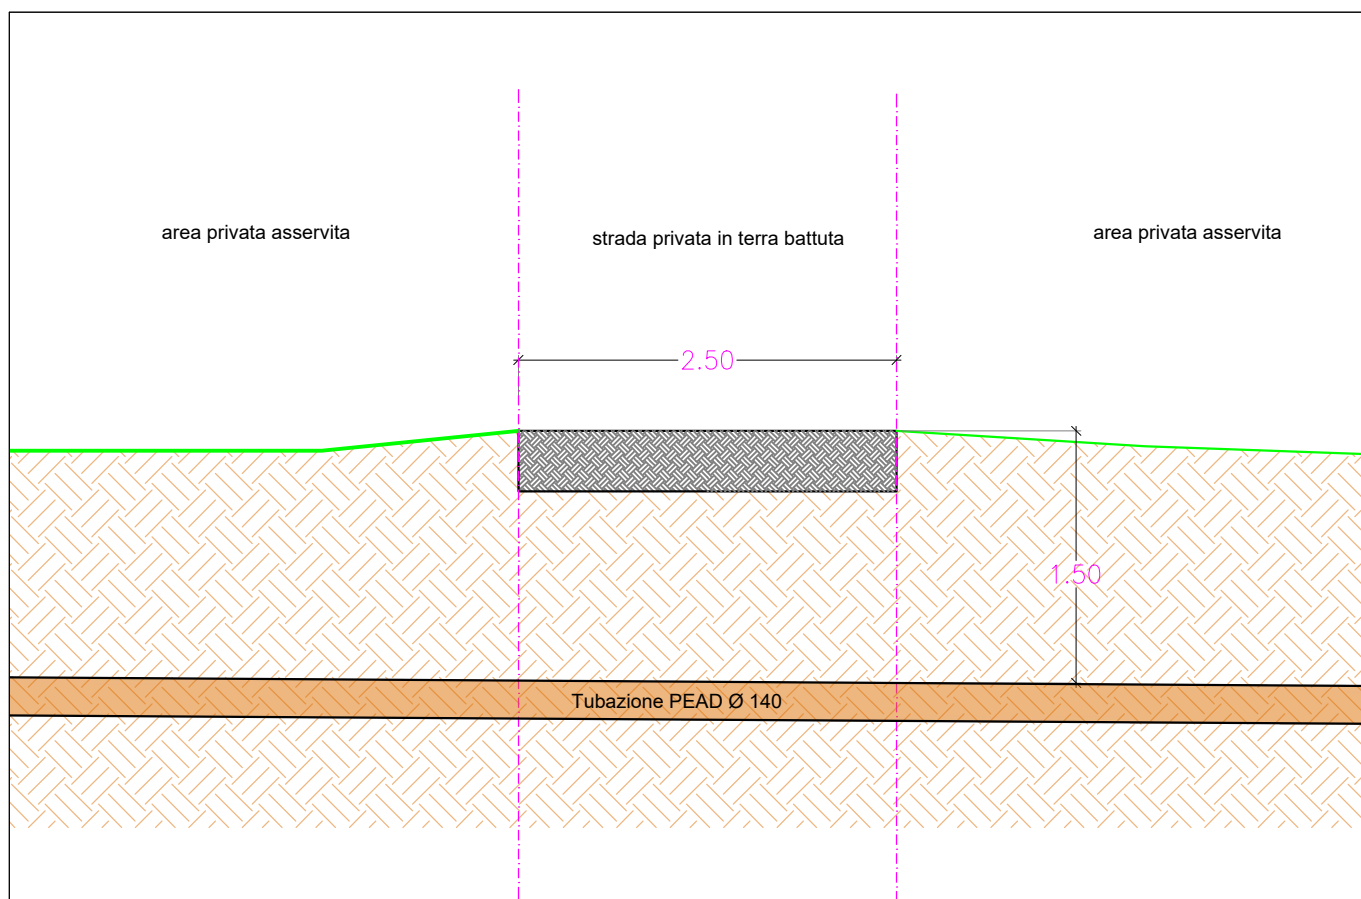 area privata asservita
strada privata in terra battuta
area privata asservita
2.50
1.50
Tubazione PEAD Ø 140